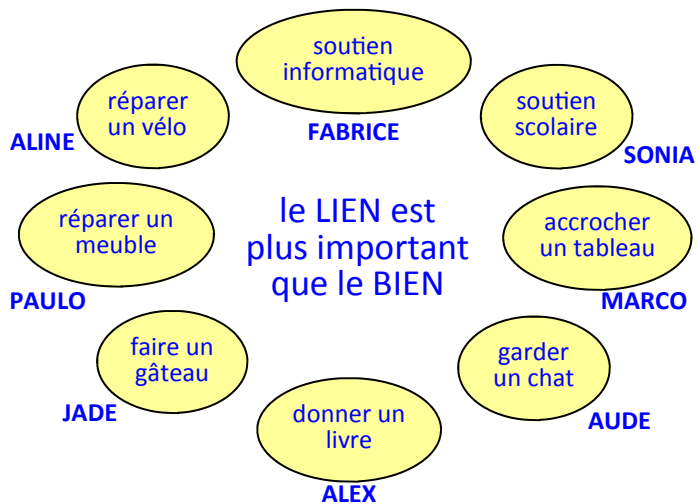 soutien
informatique
FABRICE
réparer
un vélo
ALINE
soutien
scolaire
SONIA
réparer un
meuble
PAULO
le LIEN est
plus important
que le BIEN
accrocher
un tableau
MARCO
faire un
gâteau
JADE
garder
un chat
AUDE
donner un
livre
ALEX